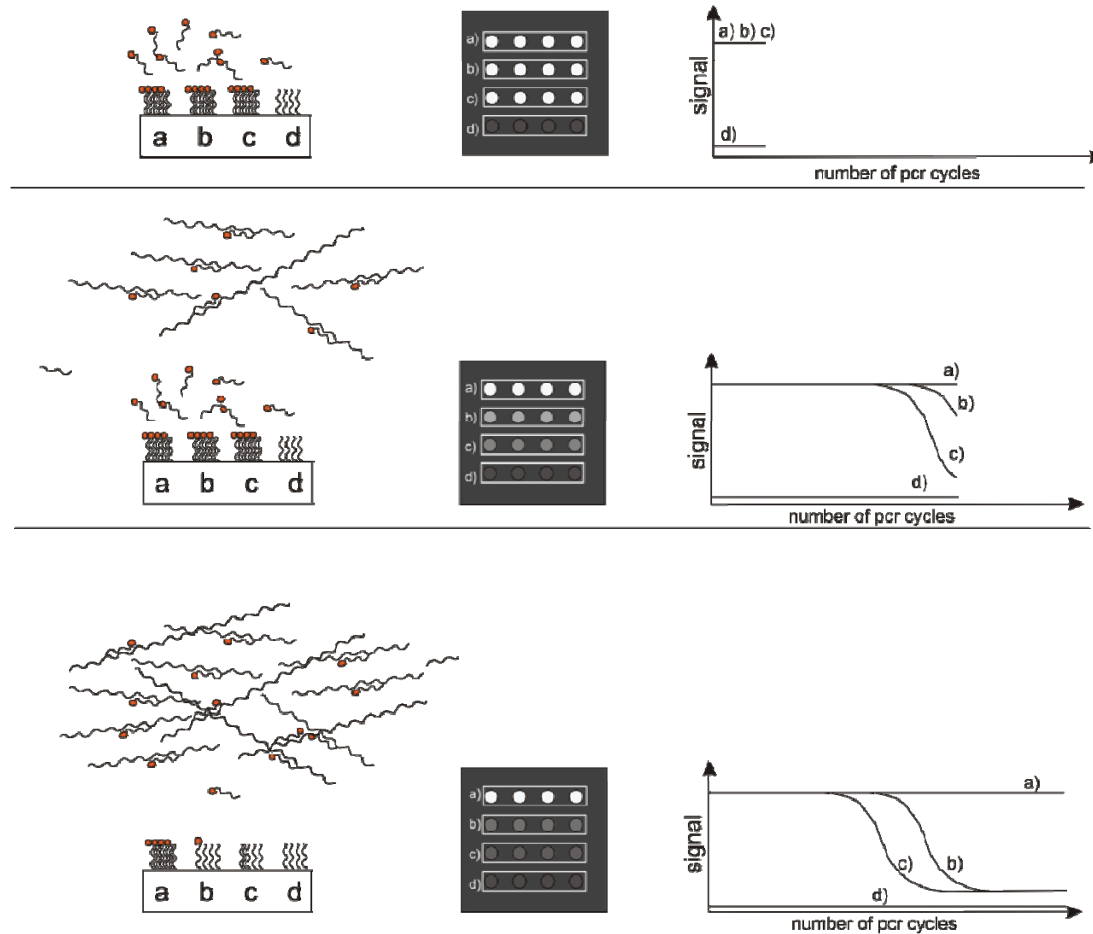 a) b) c)
a)
b)
c)
d)
signal
d)
a b c d
number of pcr cycles
a)
b)
c)
d)
a)
b)
c)
d)
signal
a b c d
number of pcr cycles
a)
b)
c)
d)
a)
c) b)
d)
signal
a b c d
number of pcr cycles